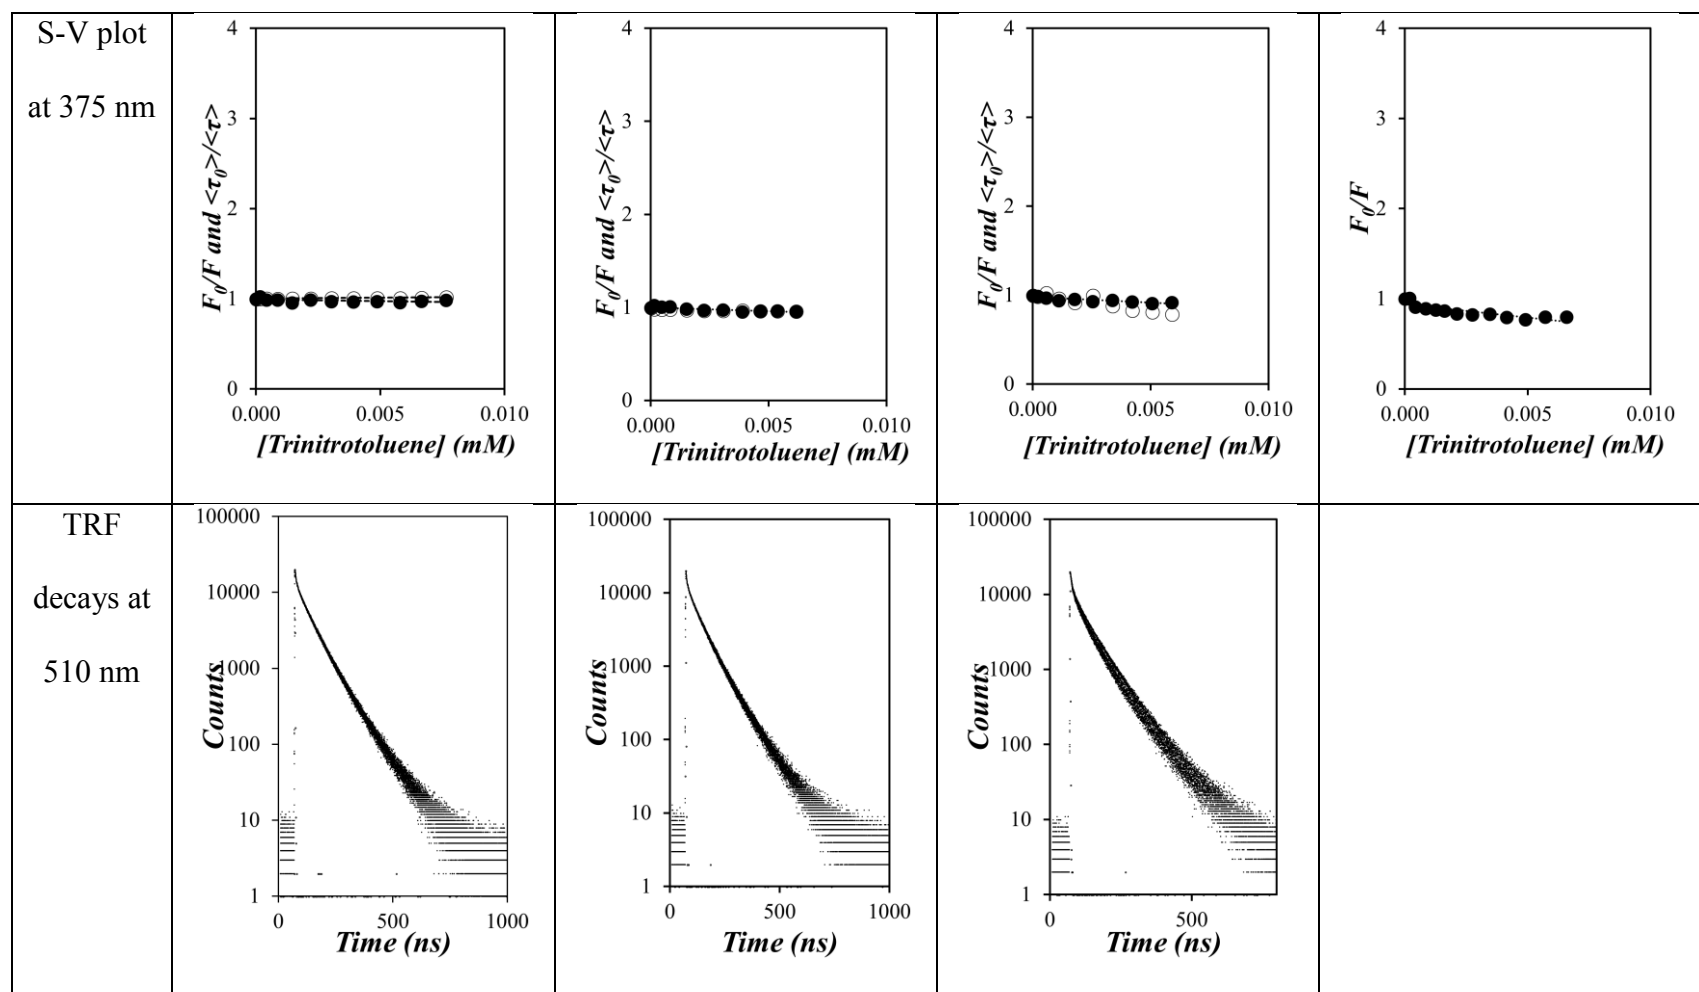 S-V plot
at 375 nm
F0/F and <τ0>/<τ>
4
3
2
1
0
0.000 0.005 0.010
[Trinitrotoluene] (mM)
F0/F and <τ0>/<τ>
4
3
2
1
0
0.000 0.005 0.010
[Trinitrotoluene] (mM)
F0/F and <τ0>/<τ>
4
3
2
1
0
0.000 0.005 0.010
[Trinitrotoluene] (mM)
F0/F
4
3
2
1
0
0.000 0.005 0.010
[Trinitrotoluene] (mM)
TRF
decays at
510 nm
Counts
100000
10000
1000
100
10
1
0 500 1000
Time (ns)
Counts
100000
10000
1000
100
10
1
0 500 1000
Time (ns)
Counts
100000
10000
1000
100
10
1
0 500
Time (ns)